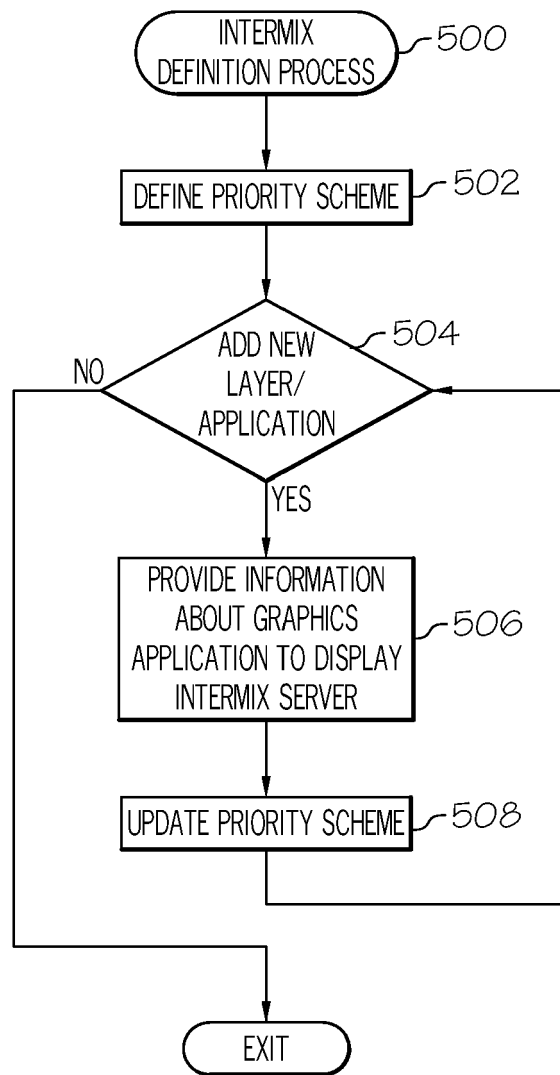 INTERMIX
DEFINITION PROCESS
500
DEFINE PRIORITY SCHEME
502
504
ADD NEW
LAYER/
APPLICATION
NO
YES
PROVIDE INFORMATION
ABOUT GRAPHICS
APPLICATION TO DISPLAY
INTERMIX SERVER
506
UPDATE PRIORITY SCHEME
508
EXIT